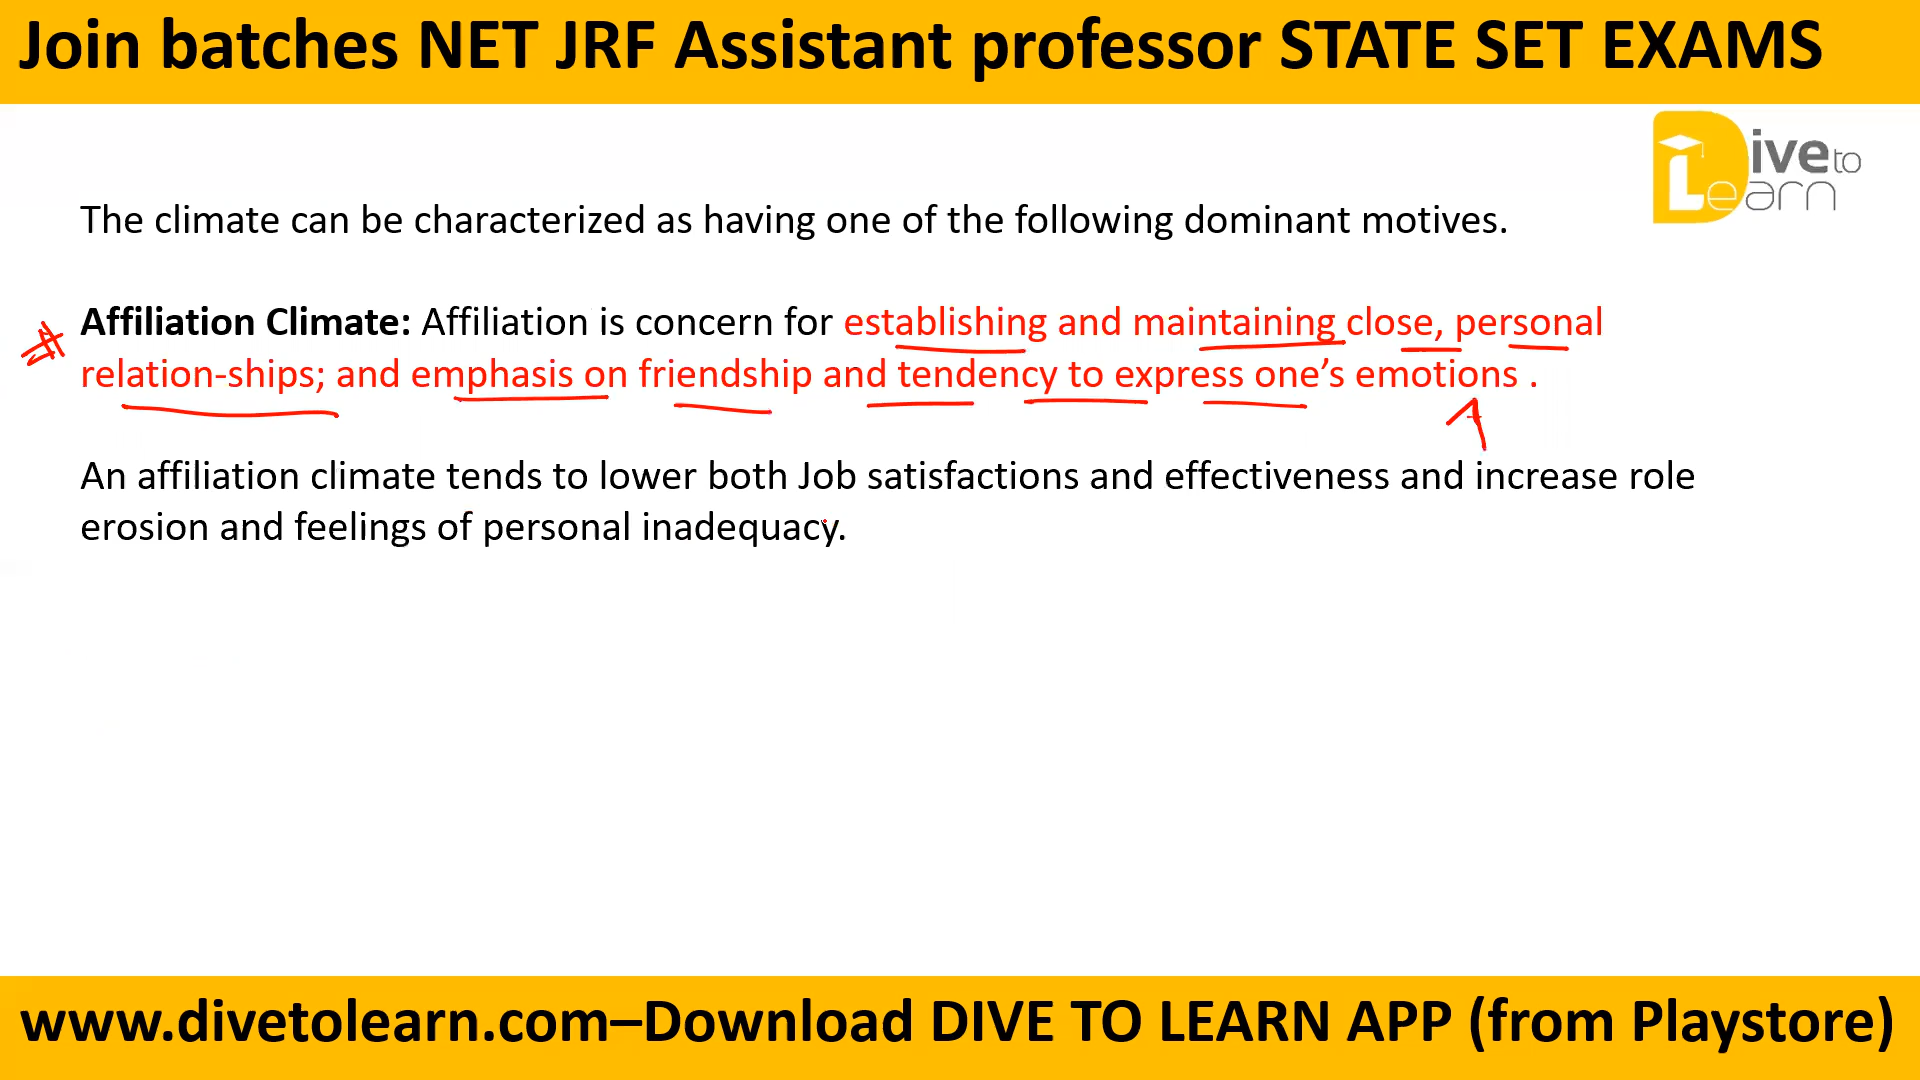 Join batches NET JRF Assistant professor STATE SET EXAMS
Dive to
Learn
The climate can be characterized as having one of the following dominant motives.
Affiliation Climate: Affiliation is concern for establishing and maintaining close, personal
relation-ships; and emphasis on friendship and tendency to express one’s emotions .
An affiliation climate tends to lower both Job satisfactions and effectiveness and increase role
erosion and feelings of personal inadequacy.
www.divetolearn.com–Download DIVE TO LEARN APP (from Playstore)